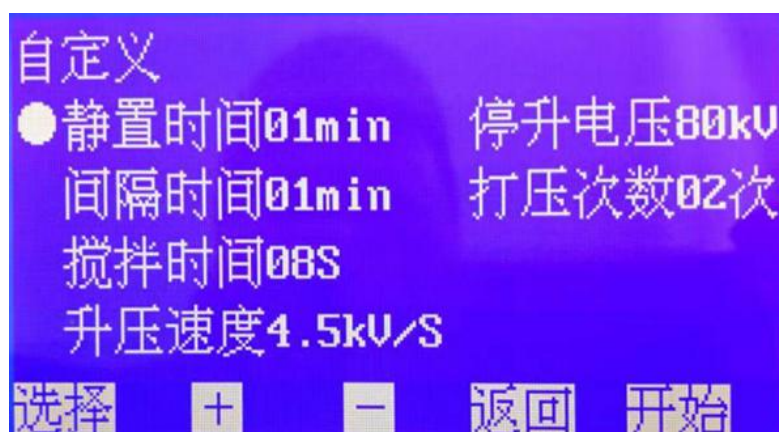 自定义
●静置时间01min 停升电压80kV
间隔时间01min 打压次数02次
搅拌时间08S
升压速度4.5kV/S
选择 + - 返回 开始